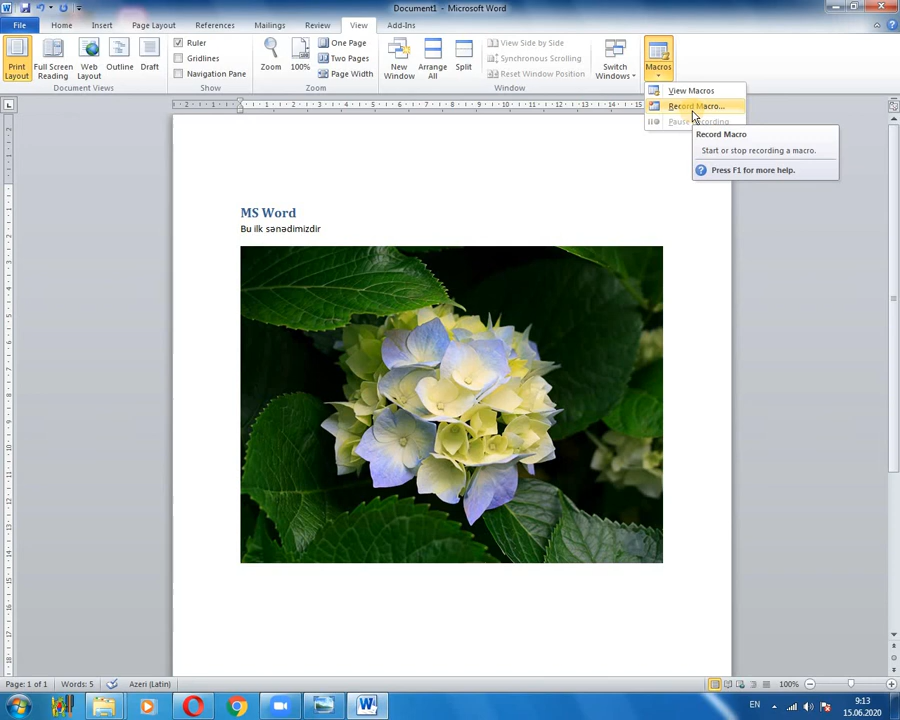 Document1 - Microsoft Word
File Home Insert Page Layout References Mailings Review View Add-Ins
Print Layout
Full Screen Reading
Web Layout
Outline
Draft
Document Views
Ruler
Gridlines
Navigation Pane
Show
Zoom
100%
One Page
Two Pages
Page Width
Zoom
New Window
Arrange All
Split
View Side by Side
Synchronous Scrolling
Reset Window Position
Window
Switch Windows
Macros
View Macros
Record Macro...
Pause Recording
Record Macro
Start or stop recording a macro.
Press F1 for more help.
MS Word
Bu ilk sənədimizdir
Page: 1 of 1 Words: 5 Azeri (Latin) 100%
EN 9:13
15.06.2020